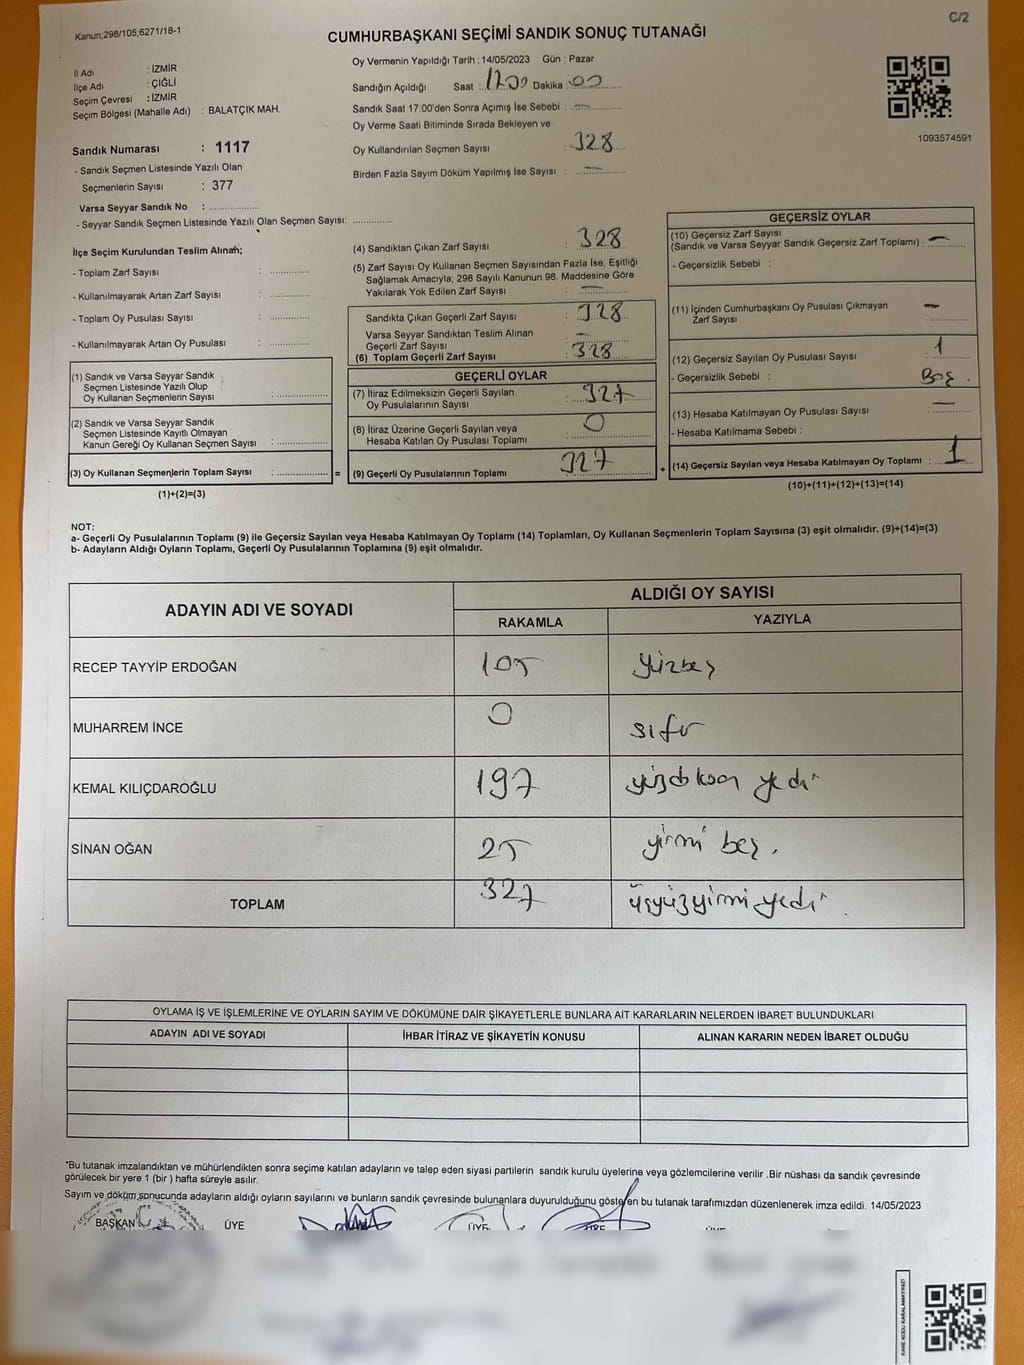 Kanun:298/105,6271/18-1
C/2
CUMHURBAŞKANI SEÇİMİ SANDIK SONUÇ TUTANAĞI
İl Adı : İZMİR
İlçe Adı : ÇİĞLİ
Seçim Çevresi : İZMİR
Seçim Bölgesi (Mahalle Adı) : BALATÇIK MAH.
Sandık Numarası : 1117
- Sandık Seçmen Listesinde Yazılı Olan
Seçmenlerin Sayısı : 377
Varsa Seyyar Sandık No : ..................
- Seyyar Sandık Seçmen Listesinde Yazılı Olan Seçmen Sayısı: ..............
Oy Vermenin Yapıldığı Tarih : 14/05/2023 Gün : Pazar
Sandığın Açıldığı Saat : 17.00 Dakika : 00
Sandık Saat 17:00'den Sonra Açımış İse Sebebi : —
Oy Verme Saati Bitiminde Sırada Bekleyen ve
Oy Kullandırılan Seçmen Sayısı : 328
Birden Fazla Sayım Döküm Yapılmış İse Sayısı : —
1093574591
İlçe Seçim Kurulundan Teslim Alınan;
- Toplam Zarf Sayısı : ..............
- Kullanılmayarak Artan Zarf Sayısı : ..............
- Toplam Oy Pusulası Sayısı : ..............
- Kullanılmayarak Artan Oy Pusulası : ..............
(1) Sandık ve Varsa Seyyar Sandık
Seçmen Listesinde Yazılı Olup
Oy Kullanan Seçmenlerin Sayısı : ..............
(2) Sandık ve Varsa Seyyar Sandık
Seçmen Listesinde Kayıtlı Olmayan
Kanun Gereği Oy Kullanan Seçmen Sayısı : ..............
(3) Oy Kullanan Seçmenlerin Toplam Sayısı : .............. =
(1)+(2)=(3)
(4) Sandıktan Çıkan Zarf Sayısı : 328
(5) Zarf Sayısı Oy Kullanan Seçmen Sayısından Fazla İse, Eşitliği
Sağlamak Amacıyla; 298 Sayılı Kanunun 98. Maddesine Göre
Yakılarak Yok Edilen Zarf Sayısı : —
Sandıkta Çıkan Geçerli Zarf Sayısı : 328
Varsa Seyyar Sandıktan Teslim Alınan
Geçerli Zarf Sayısı : —
(6) Toplam Geçerli Zarf Sayısı : 328
GEÇERLİ OYLAR
(7) İtiraz Edilmeksizin Geçerli Sayılan
Oy Pusulalarının Sayısı : 327
(8) İtiraz Üzerine Geçerli Sayılan veya
Hesaba Katılan Oy Pusulası Toplamı : 0
(9) Geçerli Oy Pusulalarının Toplamı : 327 +
GEÇERSİZ OYLAR
(10) Geçersiz Zarf Sayısı
(Sandık ve Varsa Seyyar Sandık Geçersiz Zarf Toplamı) : —
- Geçersizlik Sebebi :
(11) İçinden Cumhurbaşkanı Oy Pusulası Çıkmayan
Zarf Sayısı : —
(12) Geçersiz Sayılan Oy Pusulası Sayısı : 1
- Geçersizlik Sebebi : Boş.
(13) Hesaba Katılmayan Oy Pusulası Sayısı : —
- Hesaba Katılmama Sebebi :
(14) Geçersiz Sayılan veya Hesaba Katılmayan Oy Toplamı : 1
(10)+(11)+(12)+(13)=(14)
NOT:
a- Geçerli Oy Pusulalarının Toplamı (9) ile Geçersiz Sayılan veya Hesaba Katılmayan Oy Toplamı (14) Toplamları, Oy Kullanan Seçmenlerin Toplam Sayısına (3) eşit olmalıdır. (9)+(14)=(3)
b- Adayların Aldığı Oyların Toplamı, Geçerli Oy Pusulalarının Toplamına (9) eşit olmalıdır.
ADAYIN ADI VE SOYADI ALDIĞI OY SAYISI
RAKAMLA YAZIYLA
RECEP TAYYİP ERDOĞAN 105 yüzbeş
MUHARREM İNCE 0 sıfır
KEMAL KILIÇDAROĞLU 197 yüzdoksan yedi
SİNAN OĞAN 25 yirmi beş.
TOPLAM 327 üçyüzyirmi yedi.
OYLAMA İŞ VE İŞLEMLERİNE VE OYLARIN SAYIM VE DÖKÜMÜNE DAİR ŞİKAYETLERLE BUNLARA AİT KARARLARIN NELERDEN İBARET BULUNDUKLARI
ADAYIN ADI VE SOYADI İHBAR İTİRAZ VE ŞİKAYETİN KONUSU ALINAN KARARIN NEDEN İBARET OLDUĞU
*Bu tutanak imzalandıktan ve mühürlendikten sonra seçime katılan adayların ve talep eden siyasi partilerin sandık kurulu üyelerine veya gözlemcilerine verilir .Bir nüshası da sandık çevresinde
görülecek bir yere 1 (bir ) hafta süreyle asılır.
Sayım ve döküm sonucunda adayların aldığı oyların sayılarını ve bunların sandık çevresinde bulunanlara duyurulduğunu gösteren bu tutanak tarafımızdan düzenlenerek imza edildi. 14/05/2023
BAŞKAN ÜYE ÜYE ÜYE ÜYE
KARE KODU KARALAMAYINIZ!